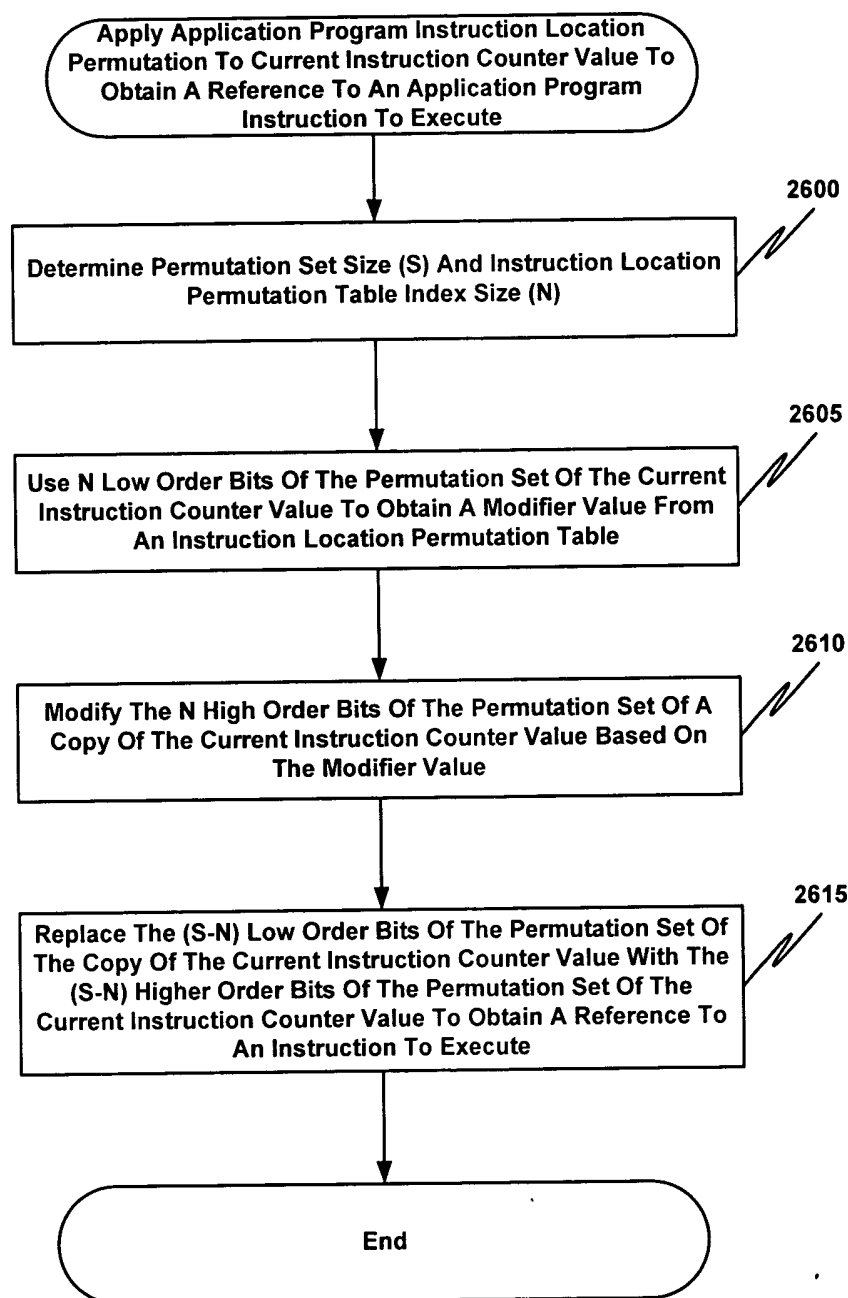 Apply Application Program Instruction Location
Permutation To Current Instruction Counter Value To
Obtain A Reference To An Application Program
Instruction To Execute
2600
Determine Permutation Set Size (S) And Instruction Location
Permutation Table Index Size (N)
2605
Use N Low Order Bits Of The Permutation Set Of The Current
Instruction Counter Value To Obtain A Modifier Value From
An Instruction Location Permutation Table
2610
Modify The N High Order Bits Of The Permutation Set Of A
Copy Of The Current Instruction Counter Value Based On
The Modifier Value
2615
Replace The (S-N) Low Order Bits Of The Permutation Set Of
The Copy Of The Current Instruction Counter Value With The
(S-N) Higher Order Bits Of The Permutation Set Of The
Current Instruction Counter Value To Obtain A Reference To
An Instruction To Execute
End